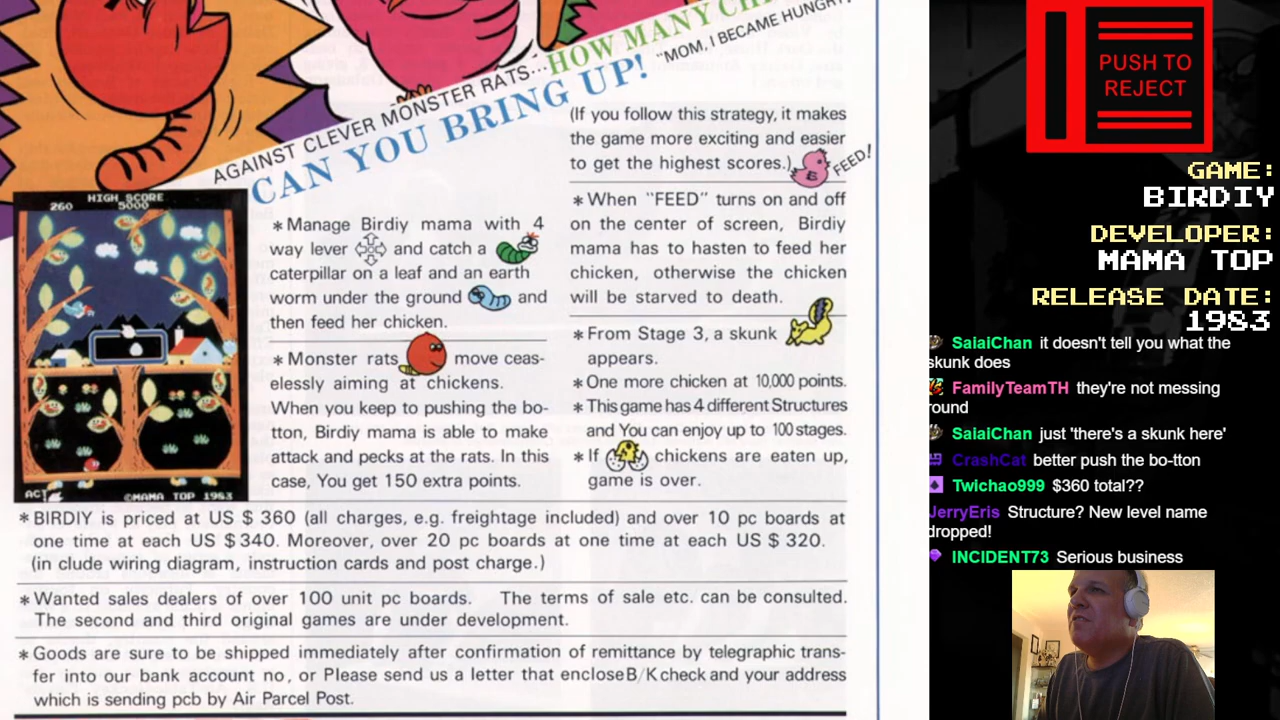 AGAINST CLEVER MONSTER RATS...HOW MANY
CAN YOU BRING UP! "MOM, I BECAME HUNGRY,
HIGH SCORE
260 5000
ACT
©MAMA TOP 1983
*Manage Birdiy mama with 4
way lever and catch a
caterpillar on a leaf and an earth
worm under the ground and
then feed her chicken.
*Monster rats move ceas-
elessly aiming at chickens.
When you keep to pushing the bo-
tton, Birdiy mama is able to make
attack and pecks at the rats. In this
case, You get 150 extra points.
(If you follow this strategy, it makes
the game more exciting and easier
to get the highest scores.)
FEED!
*When "FEED" turns on and off
on the center of screen, Birdiy
mama has to hasten to feed her
chicken, otherwise the chicken
will be starved to death.
*From Stage 3, a skunk
appears.
*One more chicken at 10,000 points.
*This game has 4 different Structures
and You can enjoy up to 100 stages.
*If chickens are eaten up,
game is over.
*BIRDIY is priced at US $ 360 (all charges, e.g. freightage included) and over 10 pc boards at
one time at each US $340. Moreover, over 20 pc boards at one time at each US $ 320.
(in clude wiring diagram, instruction cards and post charge.)
*Wanted sales dealers of over 100 unit pc boards. The terms of sale etc. can be consulted.
The second and third original games are under development.
*Goods are sure to be shipped immediately after confirmation of remittance by telegraphic trans-
fer into our bank account no, or Please send us a letter that enclose B/K check and your address
which is sending pcb by Air Parcel Post.
PUSH TO
REJECT
GAME:
BIRDIY
DEVELOPER:
MAMA TOP
RELEASE DATE:
1983
SaiaiChan it doesn't tell you what the
skunk does
FamilyTeamTH they're not messing
round
SaiaiChan just 'there's a skunk here'
CrashCat better push the bo-tton
Twichao999 $360 total??
JerryEris Structure? New level name
dropped!
INCIDENT73 Serious business